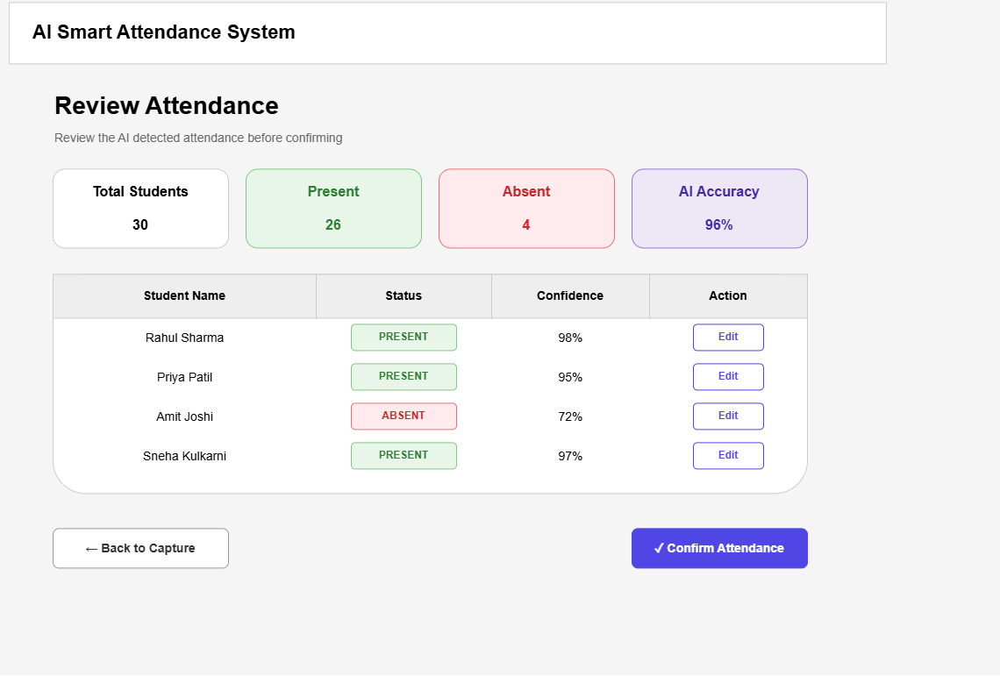 AI Smart Attendance System
Review Attendance
Review the AI detected attendance before confirming
Total Students Present Absent AI Accuracy
30 26 4 96%
Student Name Status Confidence Action
Rahul Sharma PRESENT 98% Edit
Priya Patil PRESENT 95% Edit
Amit Joshi ABSENT 72% Edit
Sneha Kulkarni PRESENT 97% Edit
← Back to Capture ✓ Confirm Attendance